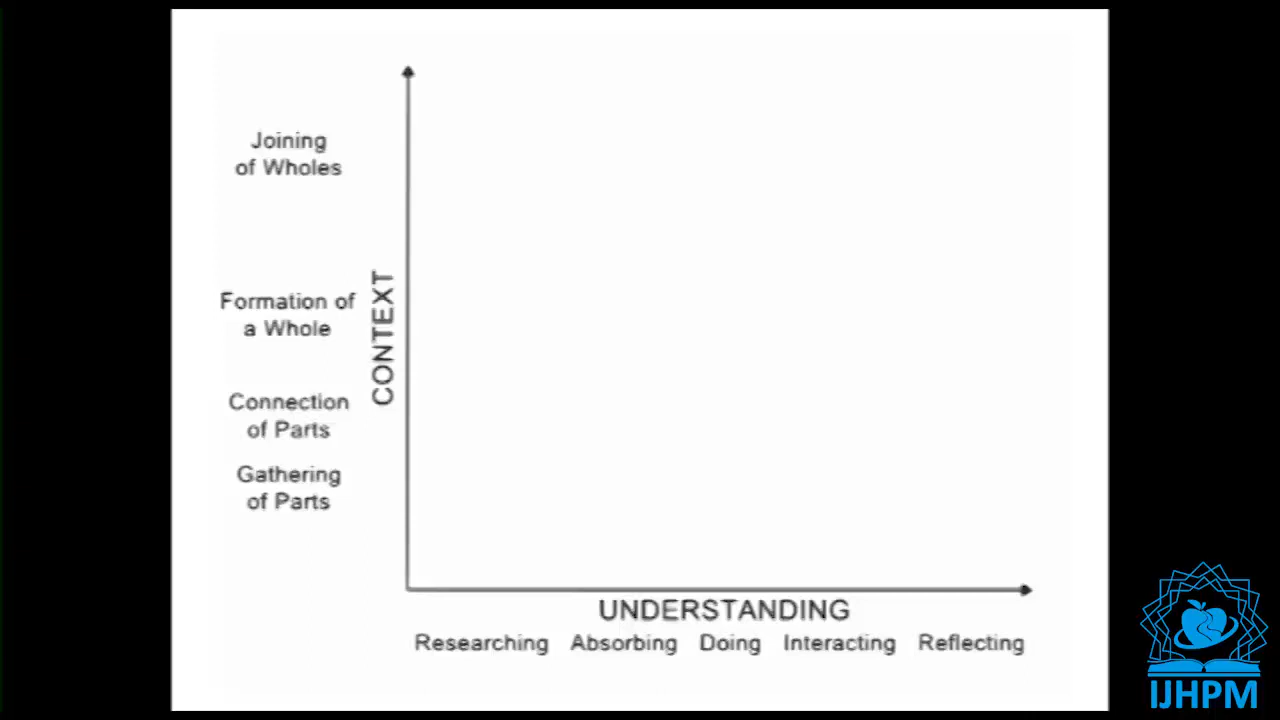 Joining
of Wholes
Formation of
a Whole
CONTEXT
Connection
of Parts
Gathering
of Parts
UNDERSTANDING
Researching Absorbing Doing Interacting Reflecting
IJHPM